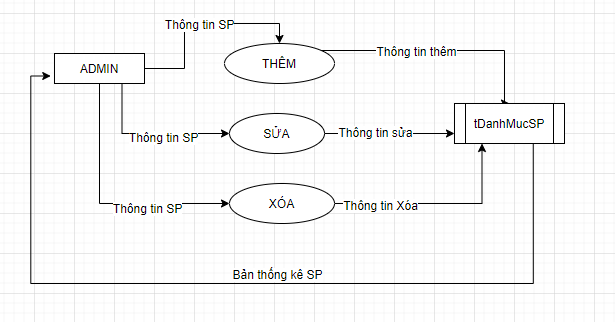 Thông tin SP
ADMIN
THÊM
Thông tin thêm
tDanhMucSP
Thông tin SP
SỬA
Thông tin sửa
Thông tin SP
XÓA
Thông tin Xóa
Bản thống kê SP